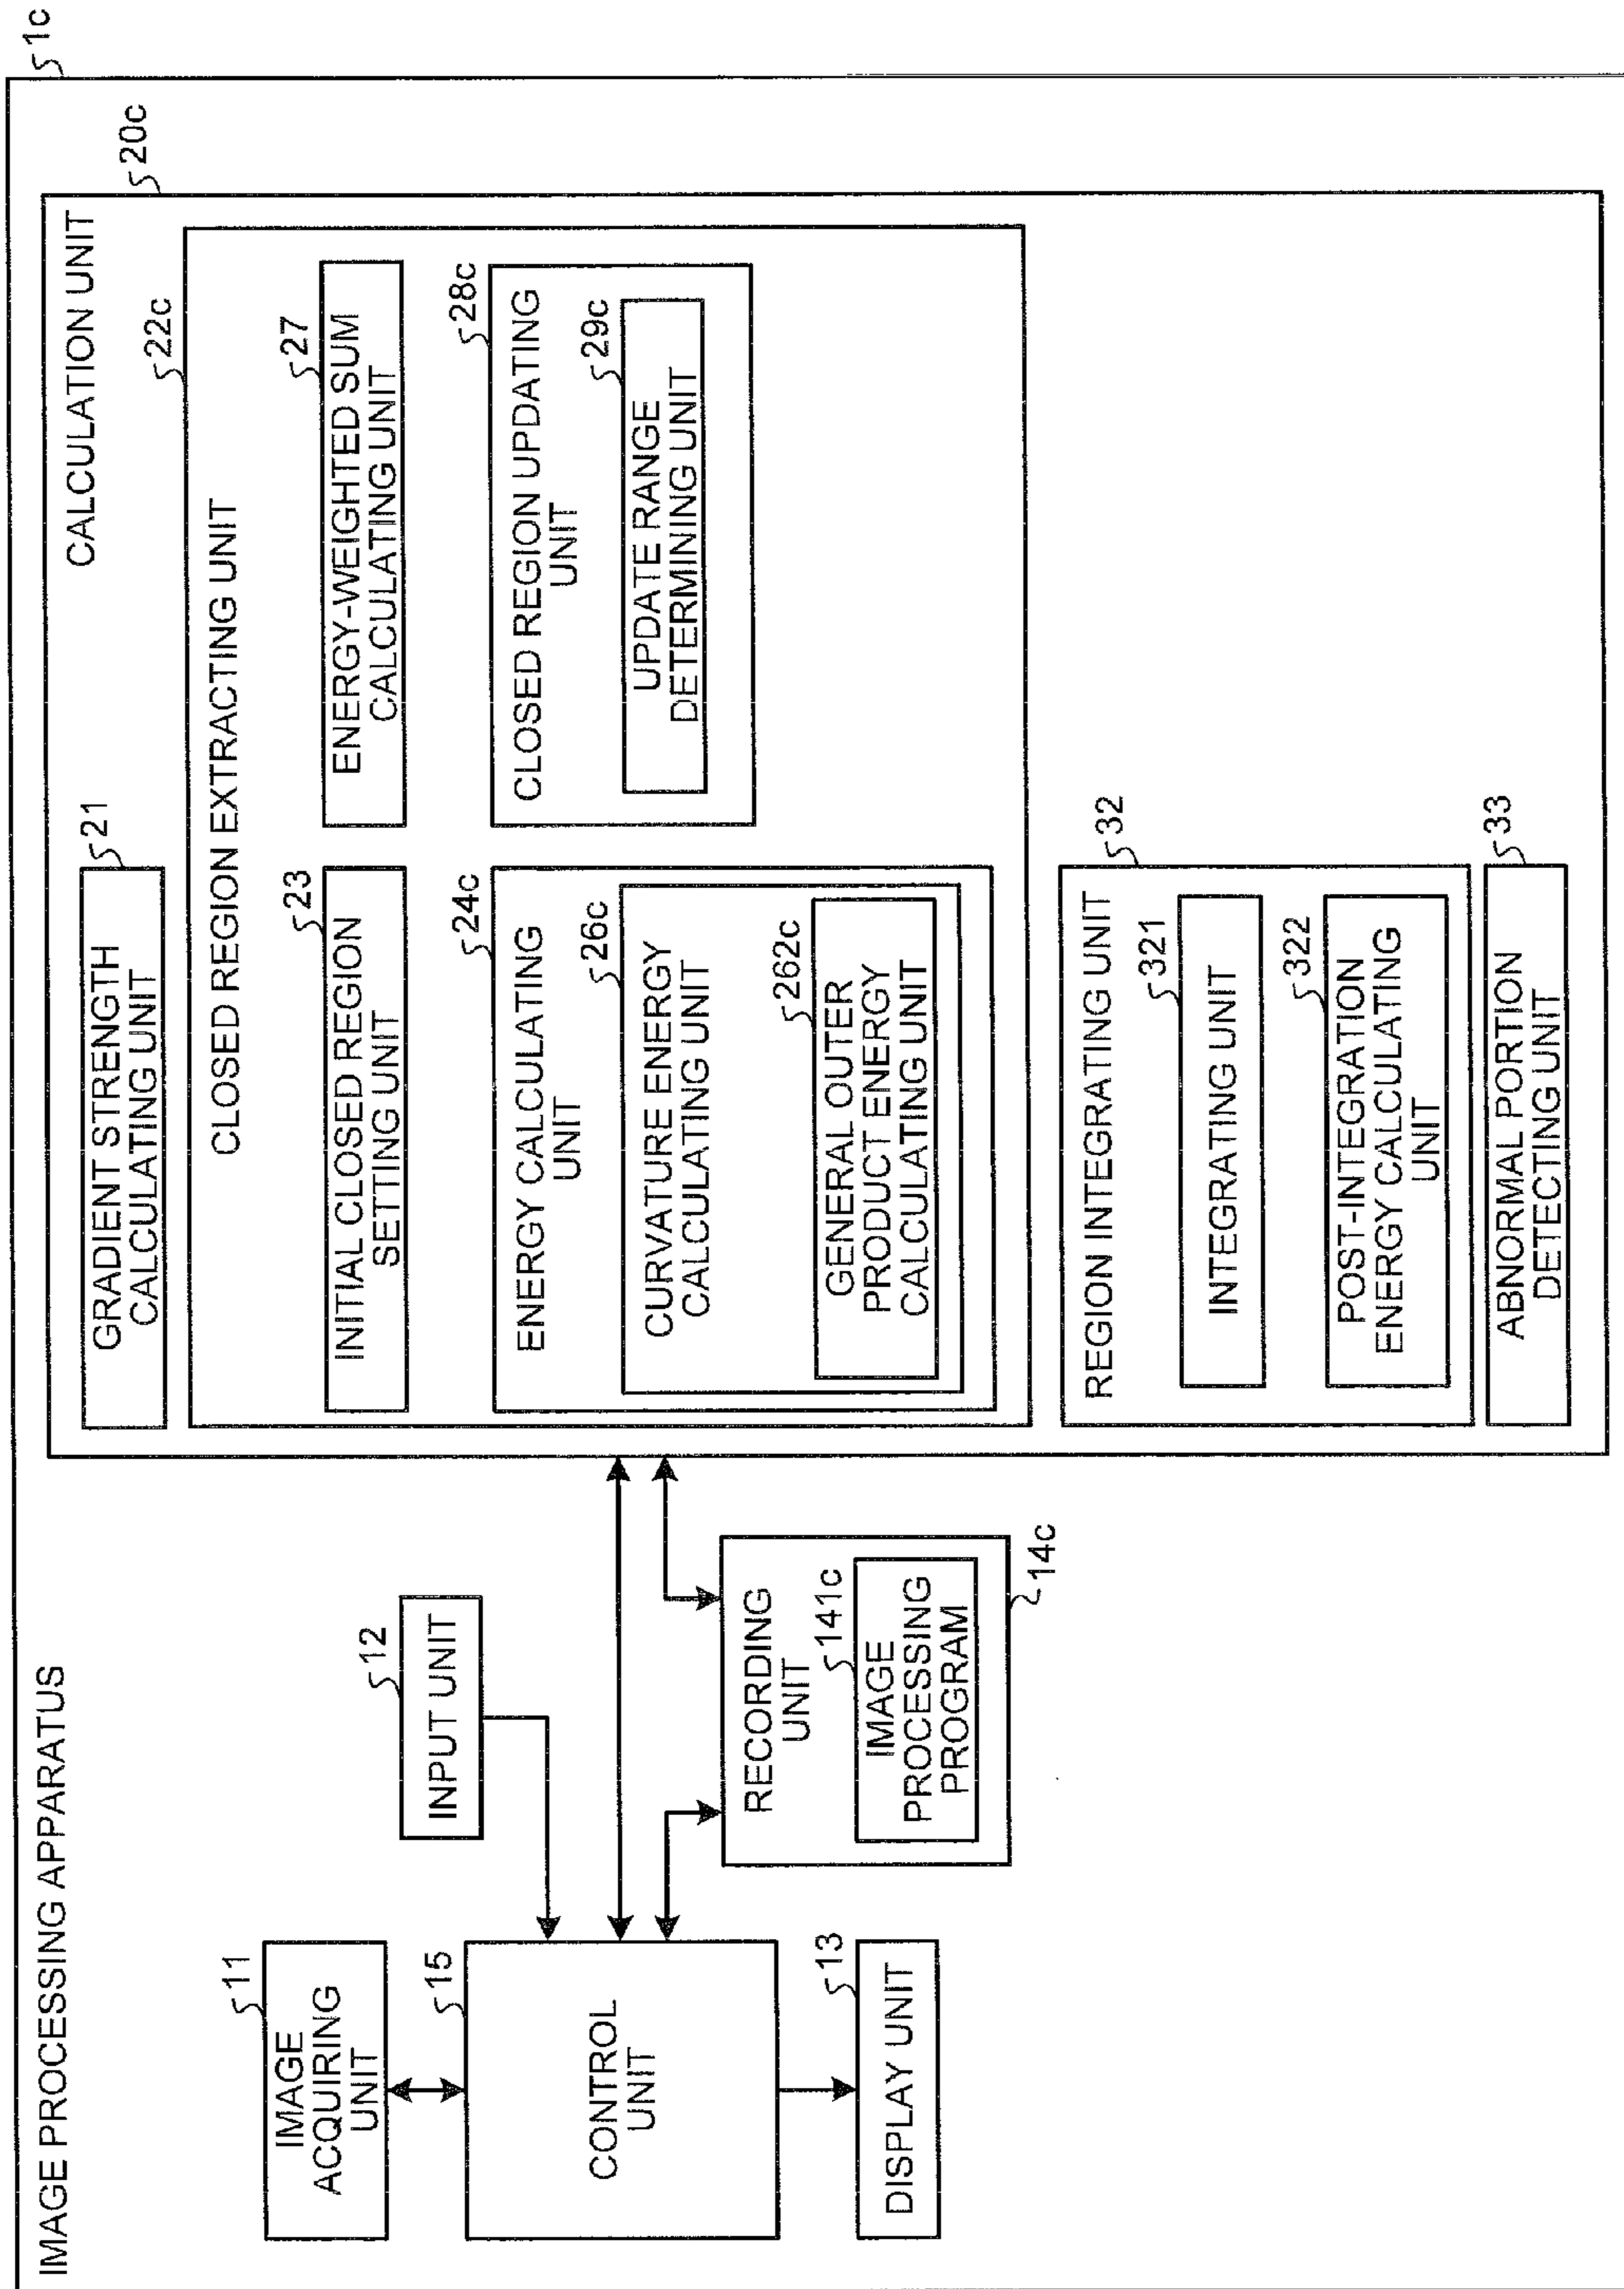 IMAGE PROCESSING APPARATUS
1c
11
IMAGE
ACQUIRING
UNIT
15
CONTROL
UNIT
13
DISPLAY UNIT
12
INPUT UNIT
RECORDING
UNIT
141c
IMAGE
PROCESSING
PROGRAM
14c
20c
CALCULATION UNIT
21
GRADIENT STRENGTH
CALCULATING UNIT
22c
CLOSED REGION EXTRACTING UNIT
23
INITIAL CLOSED REGION
SETTING UNIT
27
ENERGY-WEIGHTED SUM
CALCULATING UNIT
24c
ENERGY CALCULATING
UNIT
26c
CURVATURE ENERGY
CALCULATING UNIT
262c
GENERAL OUTER
PRODUCT ENERGY
CALCULATING UNIT
28c
CLOSED REGION UPDATING
UNIT
29c
UPDATE RANGE
DETERMINING UNIT
32
REGION INTEGRATING UNIT
321
INTEGRATING UNIT
322
POST-INTEGRATION
ENERGY CALCULATING
UNIT
33
ABNORMAL PORTION
DETECTING UNIT